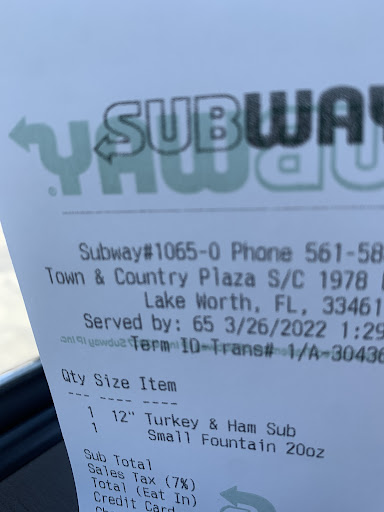 SUBWAY
Subway#1065-0 Phone 561-58
Town & Country Plaza S/C 1978
Lake Worth, FL, 33461
Served by: 65 3/26/2022 1:29
Term ID-Trans# 1/A-30436
Qty Size Item
--- ---- ----
1 12" Turkey & Ham Sub
1 Small Fountain 20oz
Sub Total
Sales Tax (7%)
Total (Eat In)
Credit Card